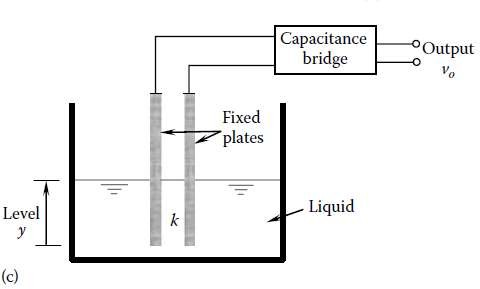 Capacitance
bridge
Output
v_o
Fixed
plates
Level
y
k
Liquid
(c)